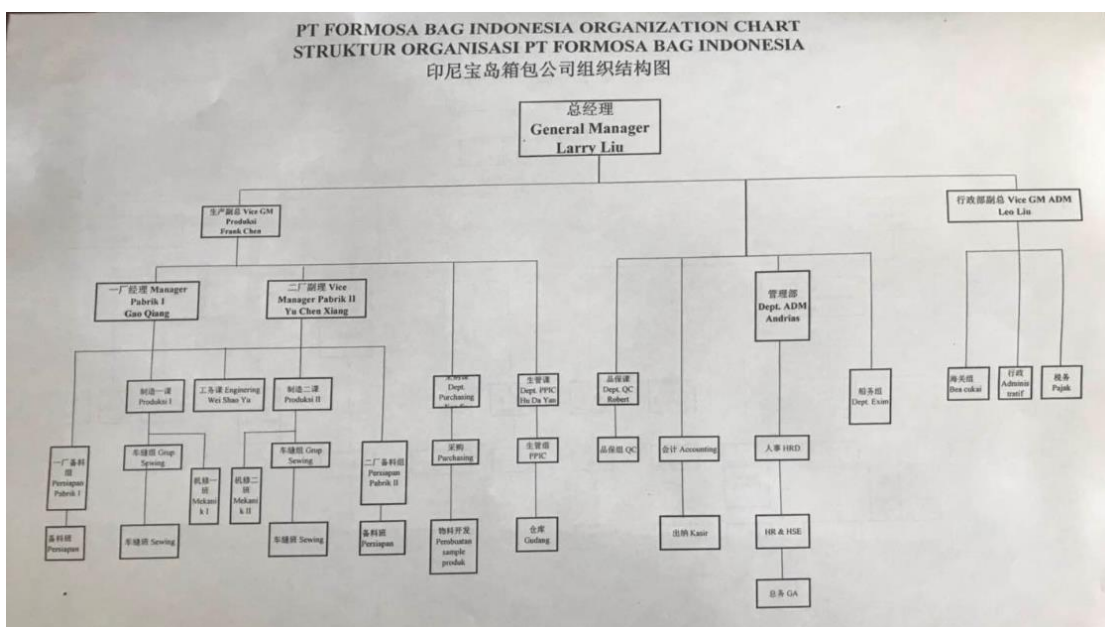 PT FORMOSA BAG INDONESIA ORGANIZATION CHART
STRUKTUR ORGANISASI PT FORMOSA BAG INDONESIA
印尼宝岛箱包公司组织结构图
总经理
General Manager
Larry Liu
生产副总 Vice GM
Produksi
Frank Chen
行政部副总 Vice GM ADM
Leo Liu
一厂经理 Manager
Pabrik I
Gao Qiang
二厂副理 Vice
Manager Pabrik II
Yu Chen Xiang
管理部
Dept. ADM
Andrias
制造一课
Produksi I
工务课 Enginering
Wei Shao Yu
制造二课
Produksi II
Dept.
Purchasing
生管课
Dept. PPIC
Hu Da Yan
品保课
Dept. QC
Robert
船务组
Dept. Exim
海关组
Bea cukai
行政
Adminis
tratif
税务
Pajak
一厂备料
组
Persiapan
Pabrik I
车缝组 Grup
Sewing
机修一
班
Mekani
k I
机修二
班
Mekani
k II
车缝组 Grup
Sewing
二厂备料组
Persiapan
Pabrik II
采购
Purchasing
生管组
PPIC
品保组 QC
会计 Accounting
人事 HRD
备料班
Persiapan
车缝班 Sewing
车缝班 Sewing
备料班
Persiapan
物料开发
Pembuatan
sample
produk
仓库
Gudang
出纳 Kasir
HR & HSE
总务 GA